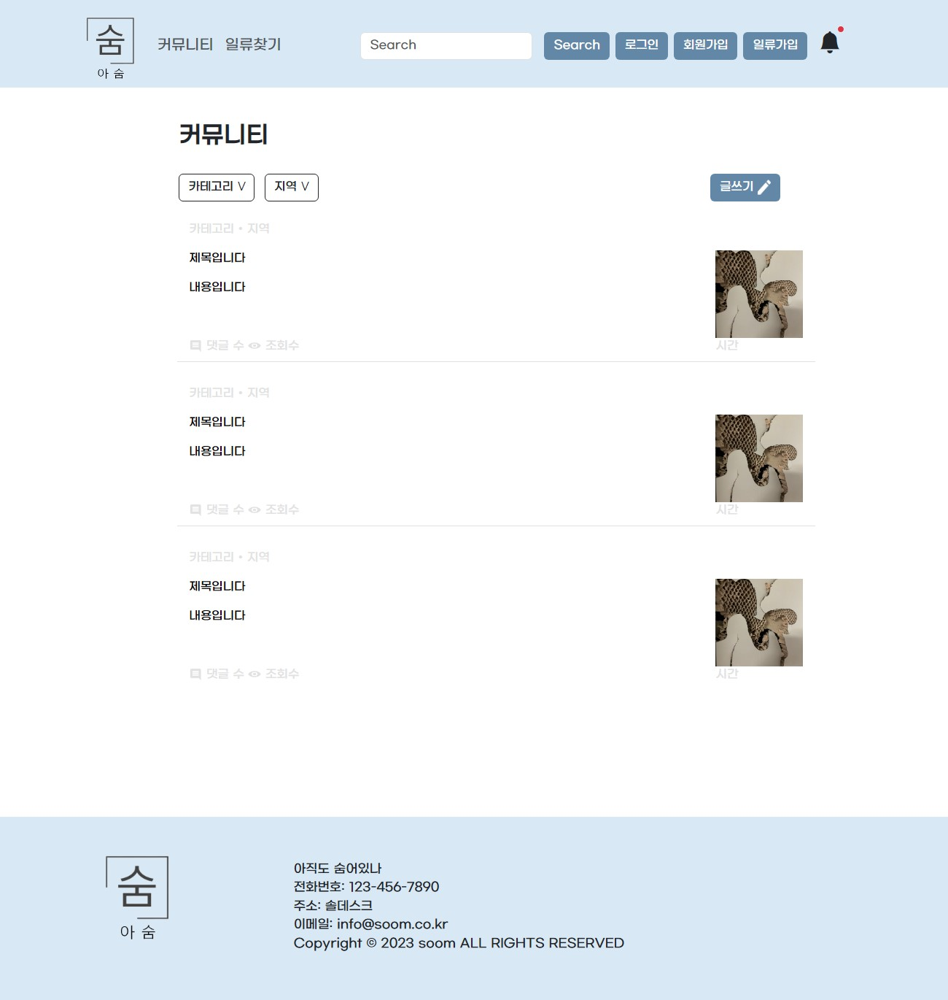 숨
아 숨
커뮤니티 일류찾기
Search
Search 로그인 회원가입 일류가입
커뮤니티
카테고리 V 지역 V 글쓰기
카테고리 • 지역
제목입니다
내용입니다
댓글 수 조회수 시간
카테고리 • 지역
제목입니다
내용입니다
댓글 수 조회수 시간
카테고리 • 지역
제목입니다
내용입니다
댓글 수 조회수 시간
숨
아 숨
아직도 숨어있나
전화번호: 123-456-7890
주소: 솔데스크
이메일: info@soom.co.kr
Copyright © 2023 soom ALL RIGHTS RESERVED